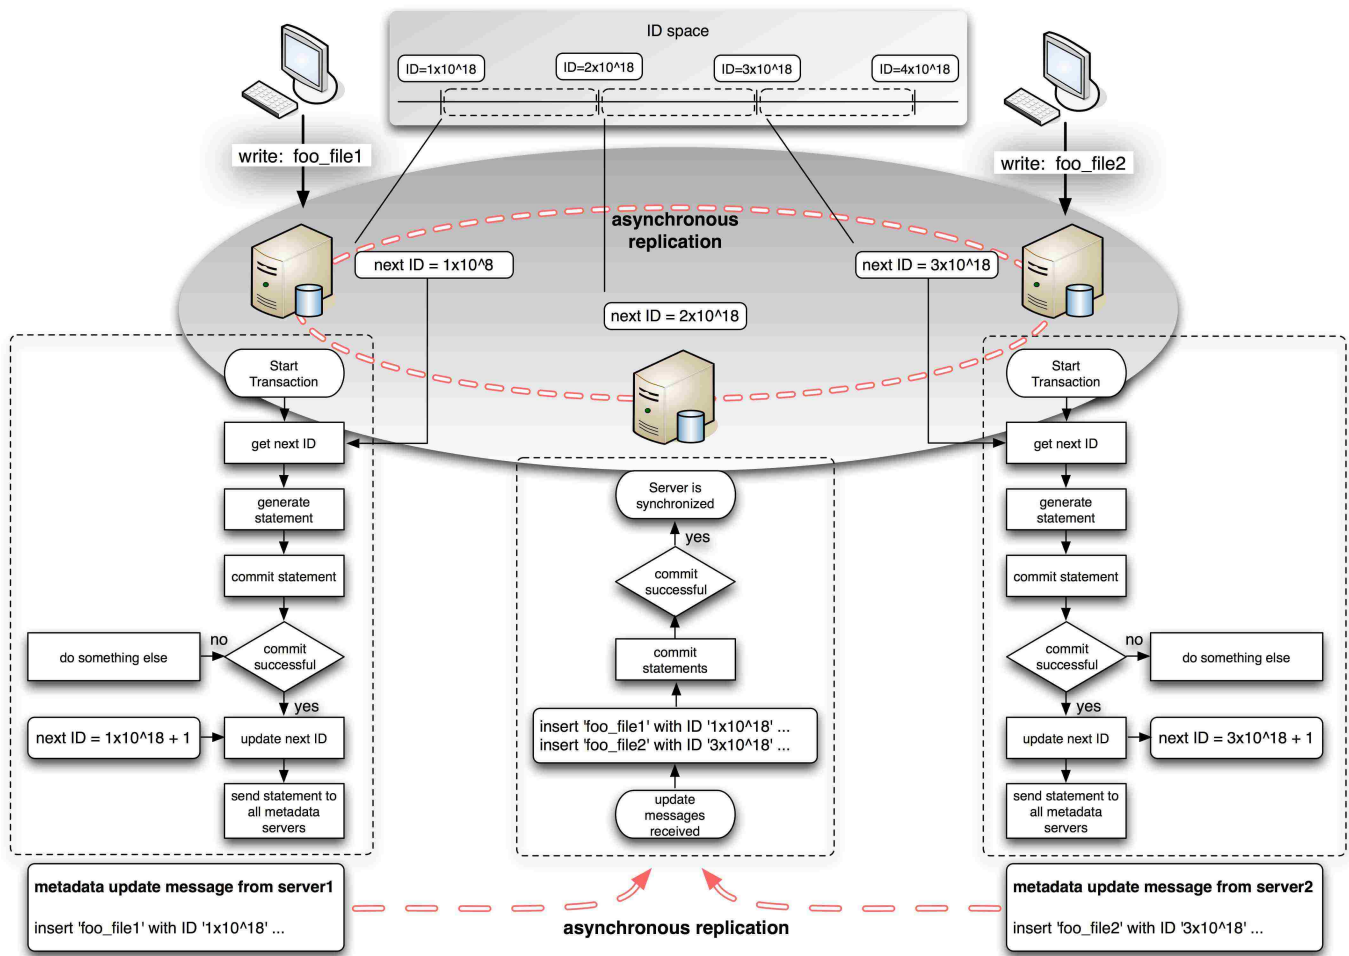 ID space
ID=1x10^18
ID=2x10^18
ID=3x10^18
ID=4x10^18
write: foo_file1
write: foo_file2
asynchronous
replication
next ID = 1x10^8
next ID = 3x10^18
next ID = 2x10^18
Start
Transaction
get next ID
generate
statement
commit statement
commit
successful
no
do something else
yes
next ID = 1x10^18 + 1
update next ID
send statement to
all metadata
servers
Server is
synchronized
yes
commit
successful
commit
statements
insert 'foo_file1' with ID '1x10^18' ...
insert 'foo_file2' with ID '3x10^18' ...
update
messages
received
Start
Transaction
get next ID
generate
statement
commit statement
commit
successful
no
do something else
yes
update next ID
next ID = 3x10^18 + 1
send statement to
all metadata
servers
metadata update message from server1
insert 'foo_file1' with ID '1x10^18' ...
asynchronous replication
metadata update message from server2
insert 'foo_file2' with ID '3x10^18' ...